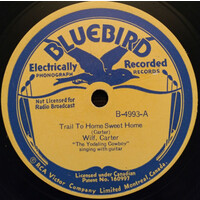 BLUEBIRD
Electrically Recorded
PHONOGRAPH RECORDS
Not Licensed for
Radio Broadcast
B-4993-A
Trail To Home Sweet Home
(Carter)
Wilf. Carter
"The Yodeling Cowboy"
singing with guitar
Licensed under Canadian
Patent No. 160997
© RCA Victor Company Limited Montreal, Canada.